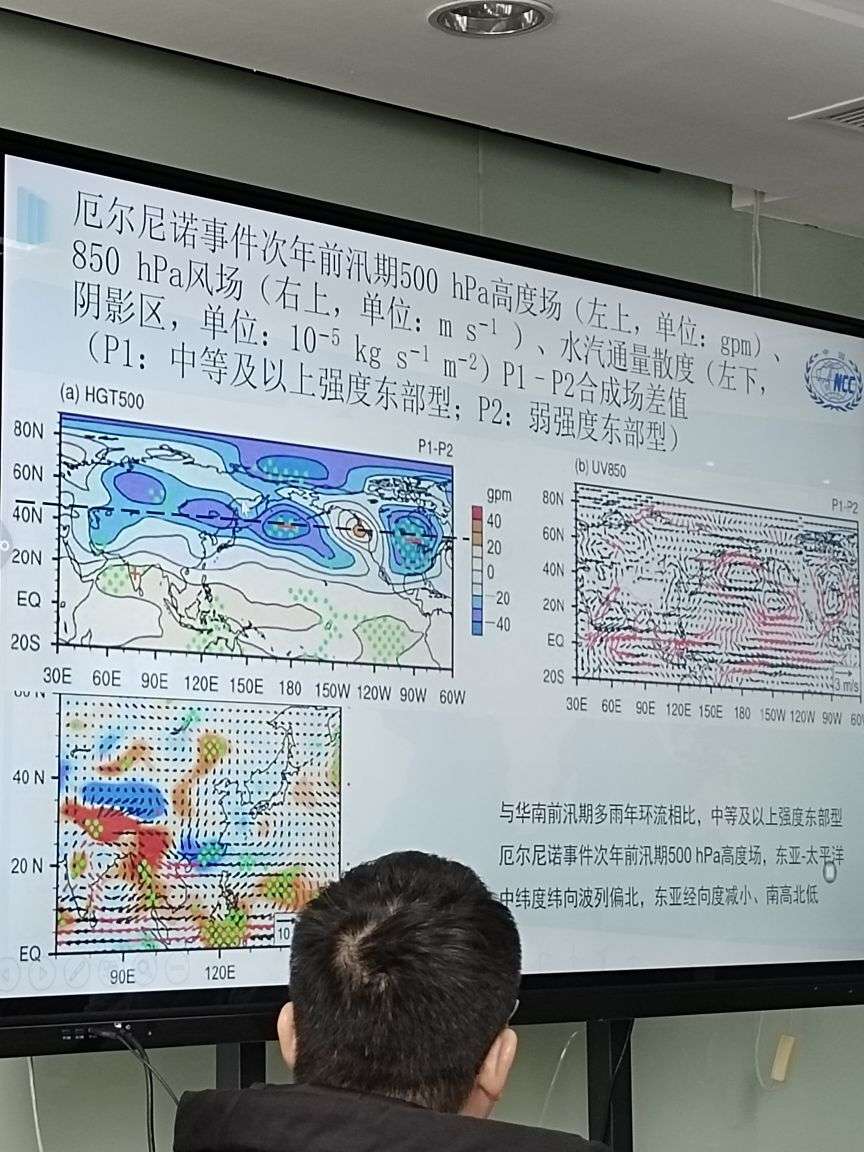 厄尔尼诺事件次年前汛期500 hPa高度场（左上，单位：gpm）、
850 hPa风场（右上，单位：m s⁻¹ ）、水汽通量散度（左下，
阴影区，单位：10⁻⁵ kg s⁻¹ m⁻²）P1－P2合成场差值
（P1：中等及以上强度东部型；P2：弱强度东部型）
NCC
(a) HGT500
P1-P2
80N
60N
40N
20N
EQ
20S
30E 60E 90E 120E 150E 180 150W 120W 90W 60W
gpm
40
20
0
-20
-40
(b) UV850
P1-P2
80N
60N
40N
20N
EQ
20S
3 m/s
30E 60E 90E 120E 150E 180 150W 120W 90W
40 N
20 N
EQ
10
90E 120E
与华南前汛期多雨年环流相比，中等及以上强度东部型
厄尔尼诺事件次年前汛期500 hPa高度场，东亚-太平洋
中纬度纬向波列偏北，东亚经向度减小、南高北低